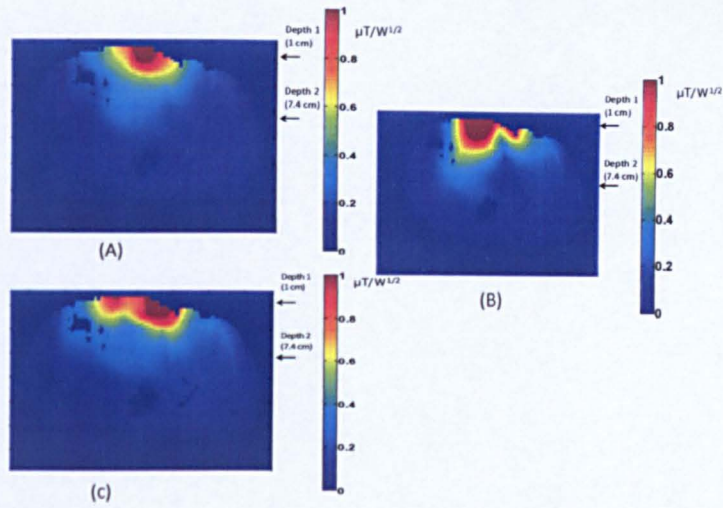 1
µT/W1/2
Depth 1
(1 cm)
0.8
Depth 2
(7.4 cm)
0.6
0.4
0.2
0
(A)
1
µT/W1/2
Depth 1
(1 cm)
0.8
0.6
Depth 2
(7.4 cm)
0.4
0.2
0
(B)
1
µT/W1/2
Depth 1
(1 cm)
0.8
Depth 2
(7.4 cm)
0.6
0.4
0.2
0
(c)